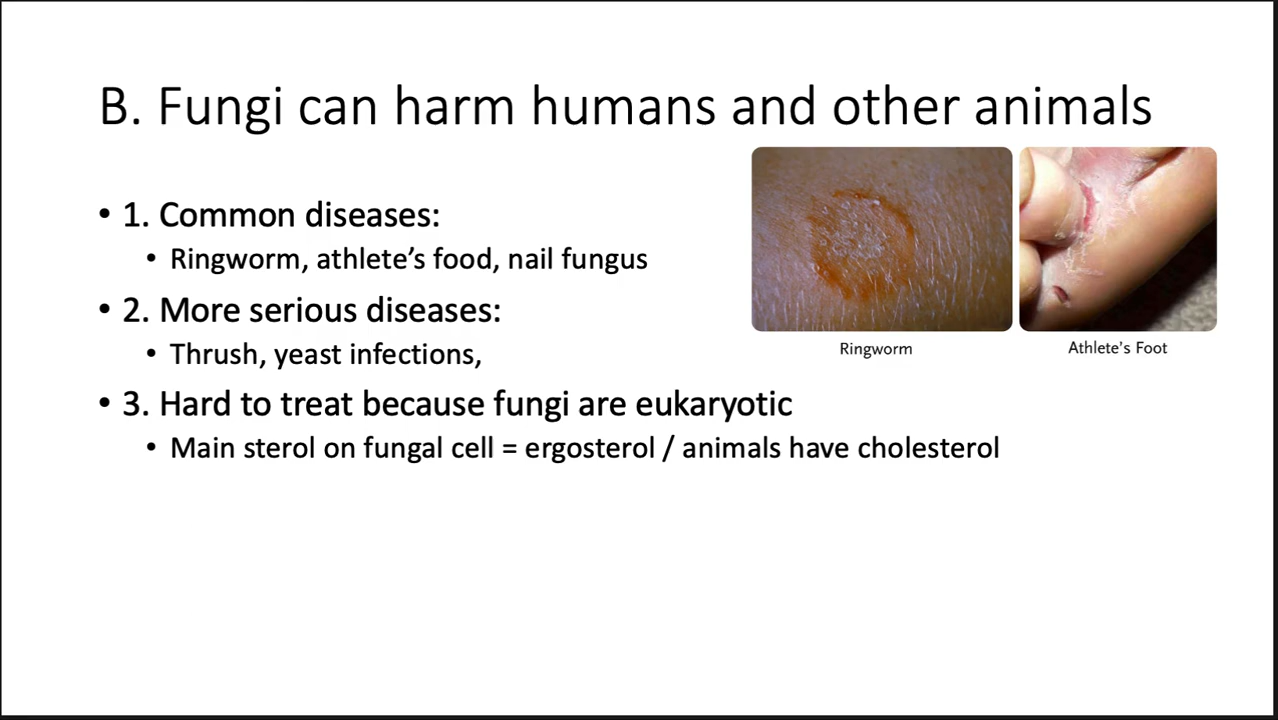 B. Fungi can harm humans and other animals
• 1. Common diseases:
• Ringworm, athlete’s food, nail fungus
• 2. More serious diseases:
• Thrush, yeast infections,
• 3. Hard to treat because fungi are eukaryotic
• Main sterol on fungal cell = ergosterol / animals have cholesterol
Ringworm
Athlete’s Foot